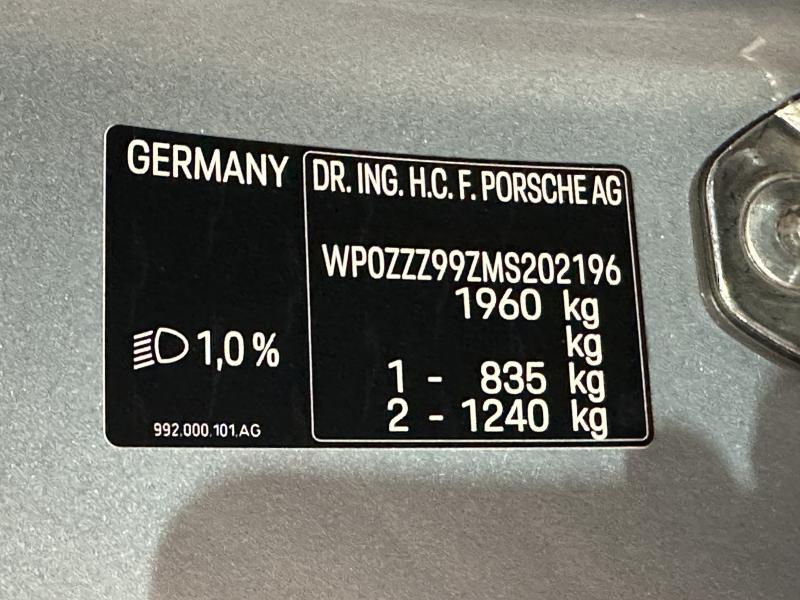 GERMANY
DR. ING. H.C. F. PORSCHE AG
WP0ZZZ99ZMS202196
1960 kg
kg
1 - 835 kg
2 - 1240 kg
1,0 %
992.000.101.AG